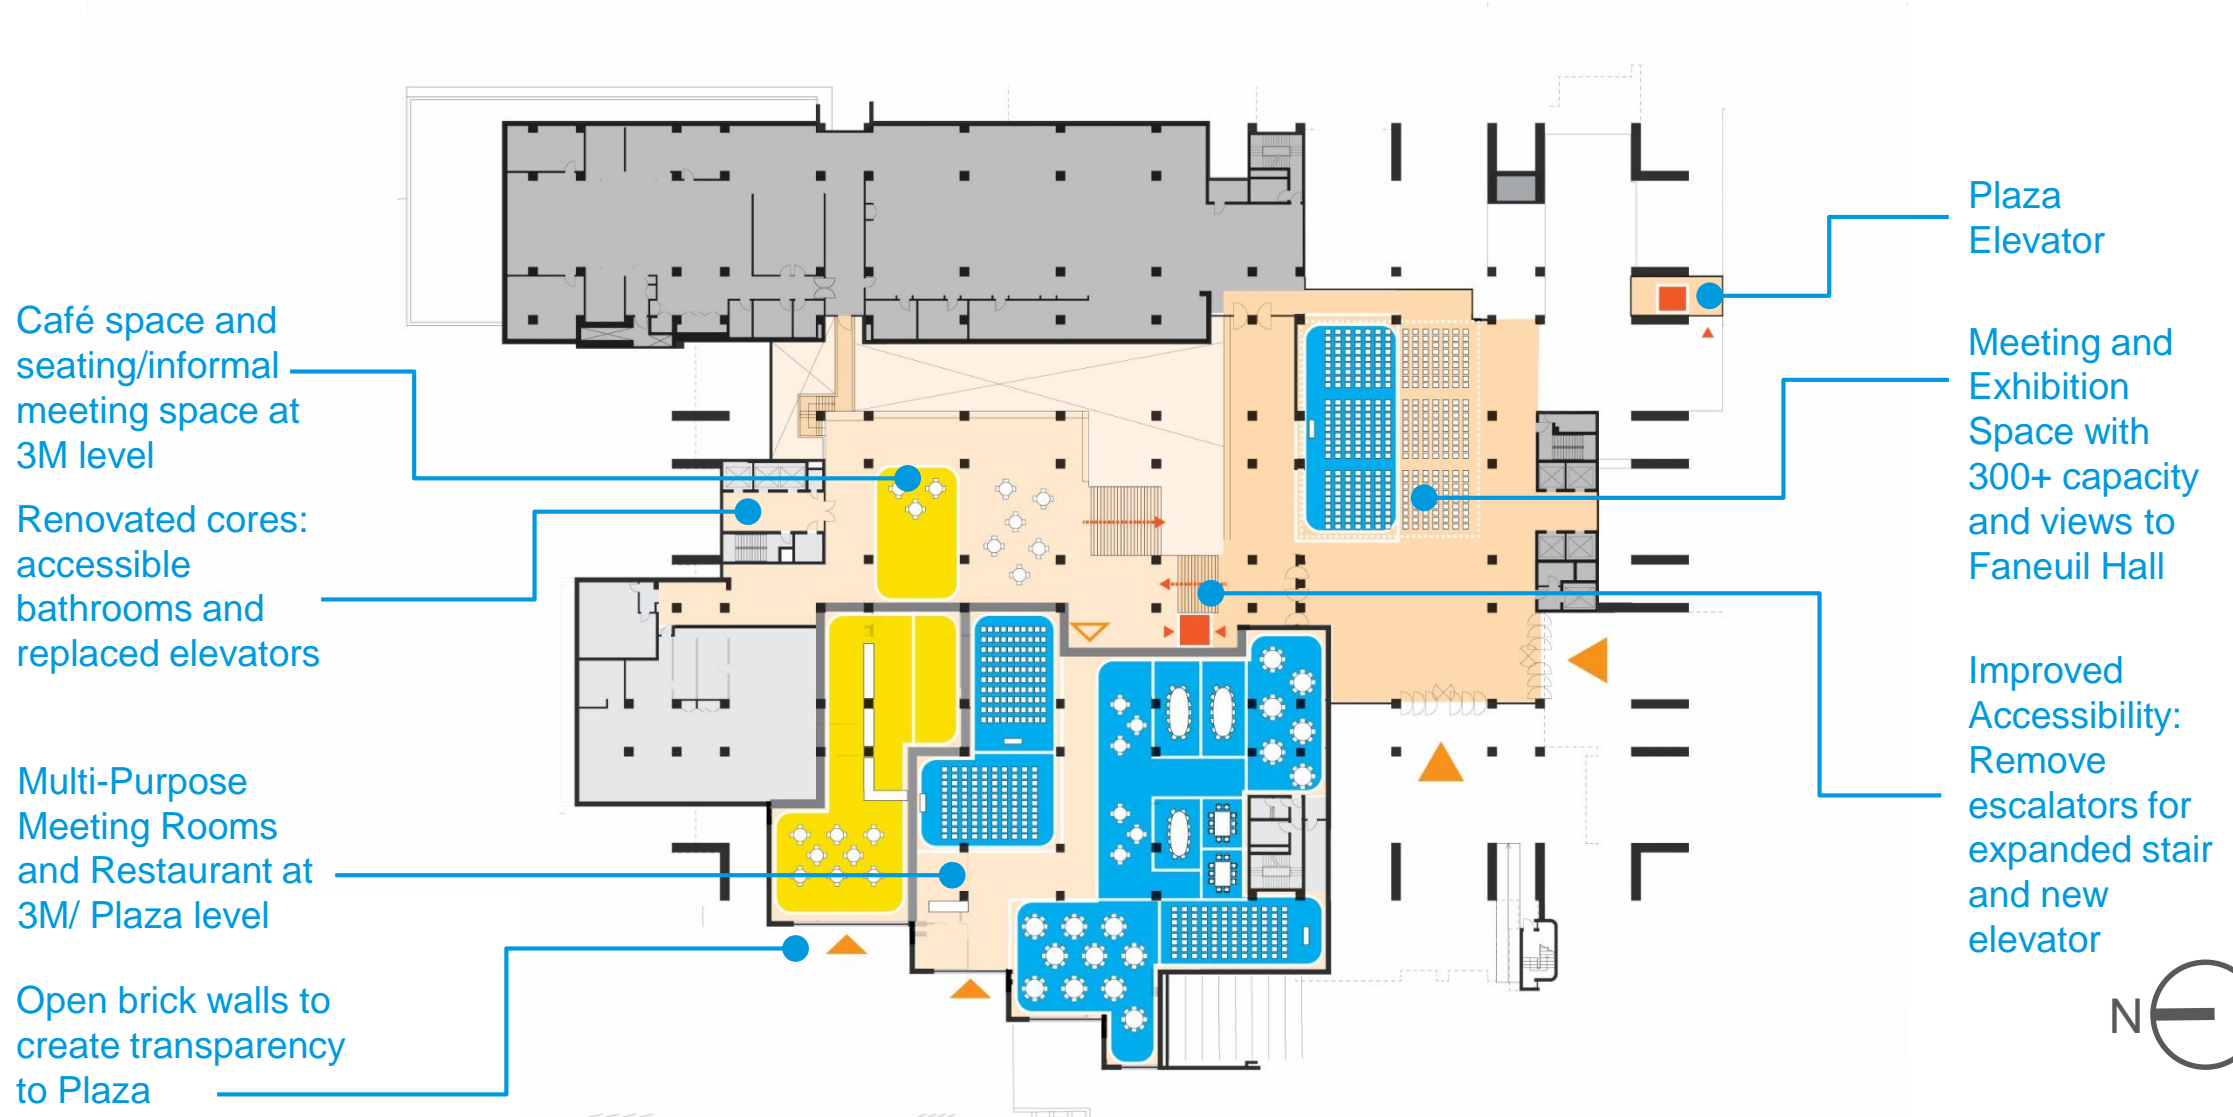 Café space and
seating/informal
meeting space at
3M level
Renovated cores:
accessible
bathrooms and
replaced elevators
Multi-Purpose
Meeting Rooms
and Restaurant at
3M/ Plaza level
Open brick walls to
create transparency
to Plaza
Plaza
Elevator
Meeting and
Exhibition
Space with
300+ capacity
and views to
Faneuil Hall
Improved
Accessibility:
Remove
escalators for
expanded stair
and new
elevator
N